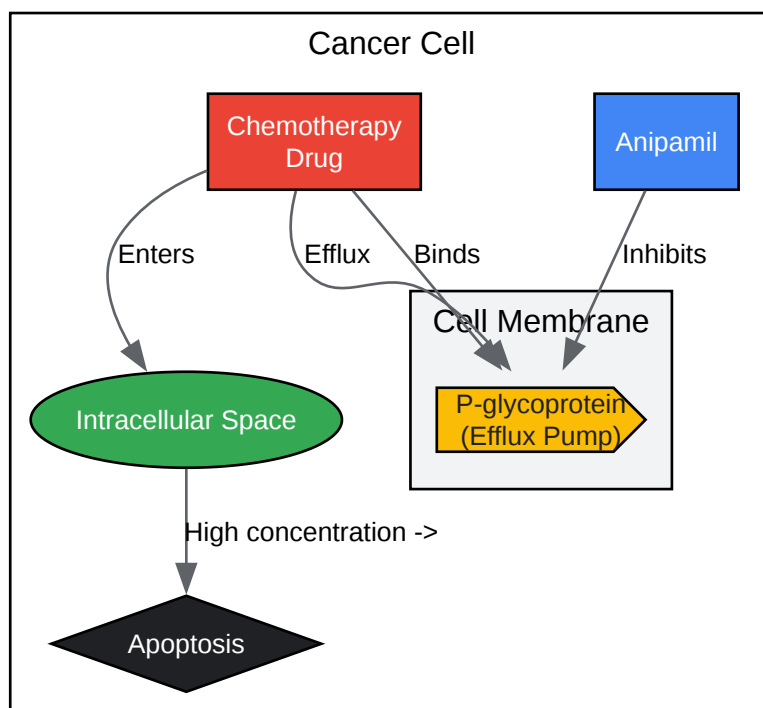 Cancer Cell
Chemotherapy
Drug
Anipamil
Enters
Efflux
Binds
Inhibits
Cell Membrane
P-glycoprotein
(Efflux Pump)
Intracellular Space
High concentration ->
Apoptosis